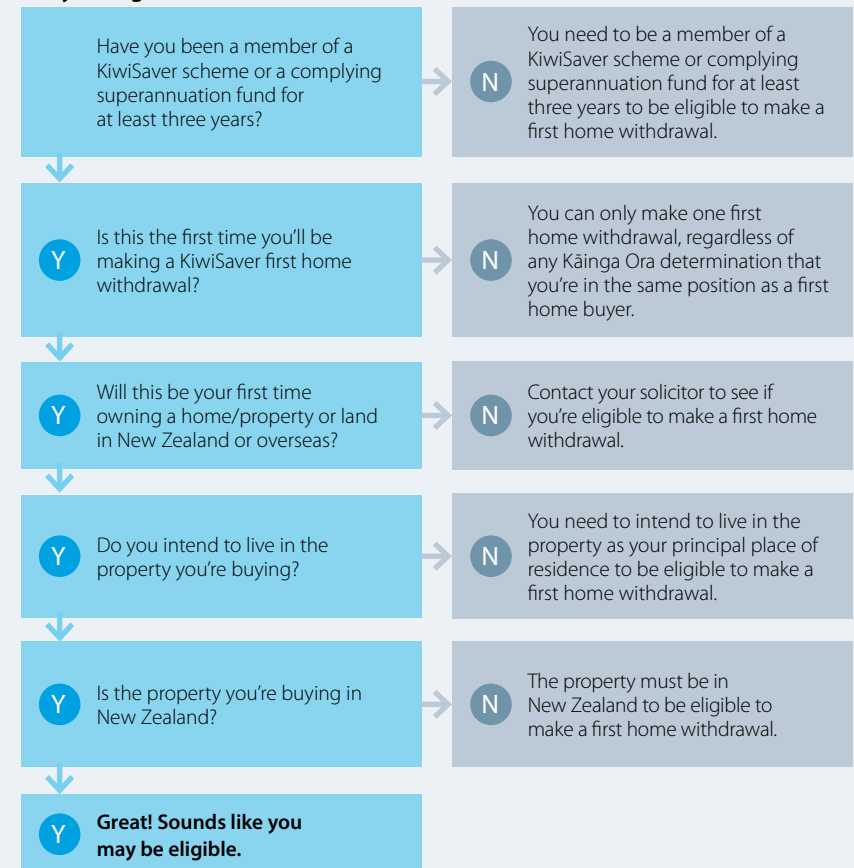 Have you been a member of a
KiwiSaver scheme or a complying
superannuation fund for
at least three years?
N
You need to be a member of a
KiwiSaver scheme or complying
superannuation fund for at least
three years to be eligible to make a
first home withdrawal.
Y
Is this the first time you’ll be
making a KiwiSaver first home
withdrawal?
N
You can only make one first
home withdrawal, regardless of
any Kāinga Ora determination that
you’re in the same position as a first
home buyer.
Y
Will this be your first time
owning a home/property or land
in New Zealand or overseas?
N
Contact your solicitor to see if
you’re eligible to make a first home
withdrawal.
Y
Do you intend to live in the
property you’re buying?
N
You need to intend to live in the
property as your principal place of
residence to be eligible to make a
first home withdrawal.
Y
Is the property you’re buying in
New Zealand?
N
The property must be in
New Zealand to be eligible to
make a first home withdrawal.
Y
Great! Sounds like you
may be eligible.